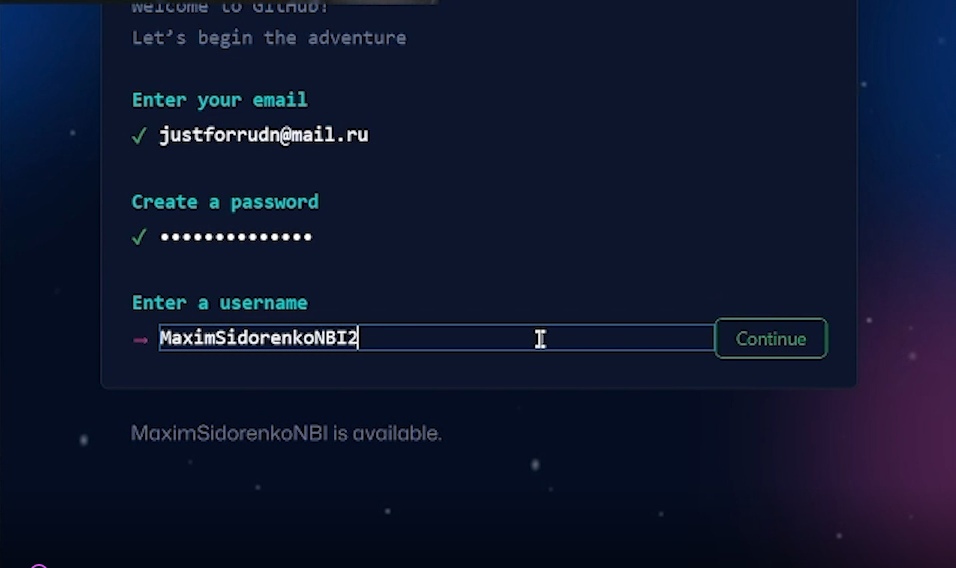 Welcome to GitHub!
Let’s begin the adventure
Enter your email
✓ justforrudn@mail.ru
Create a password
✓ ••••••••••••••
Enter a username
→ MaximSidorenkoNBI2
Continue
MaximSidorenkoNBI is available.